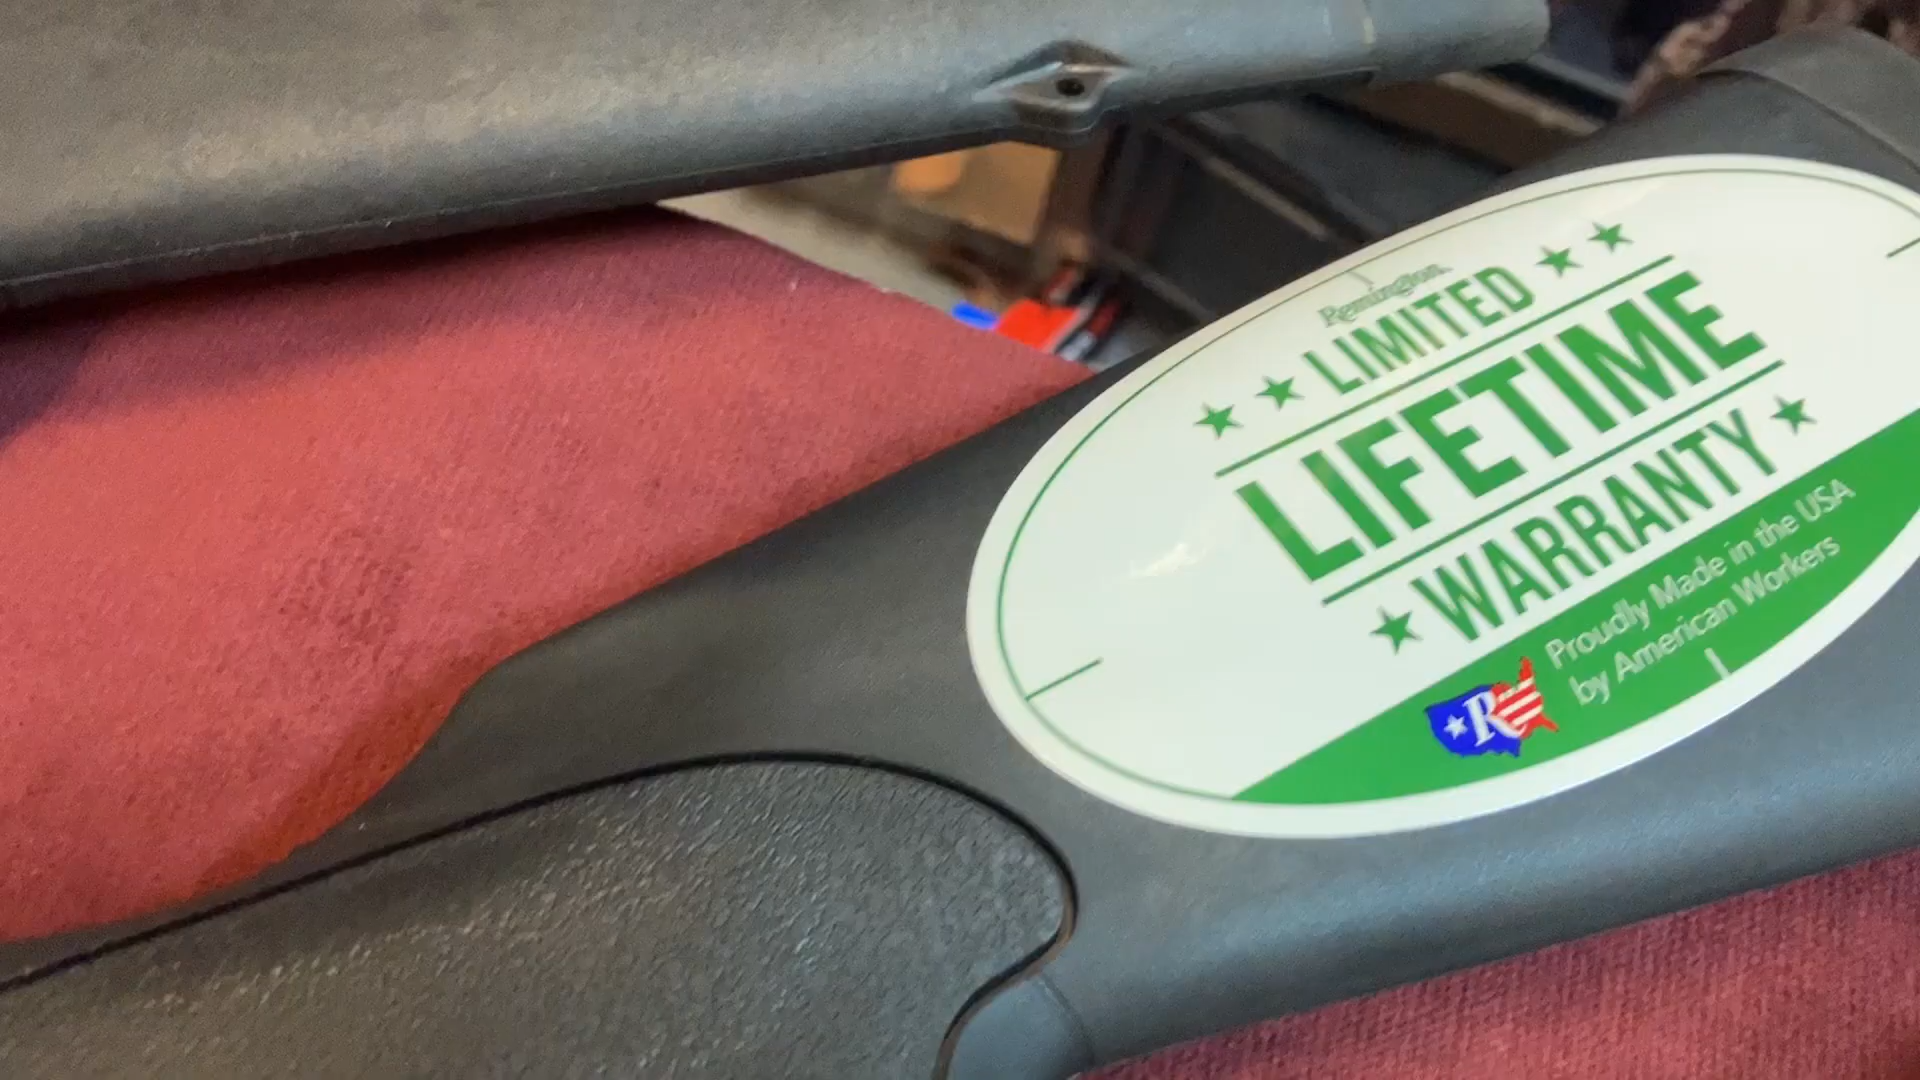 Remington
LIMITED
LIFETIME
WARRANTY
Proudly Made in the USA
by American Workers
R